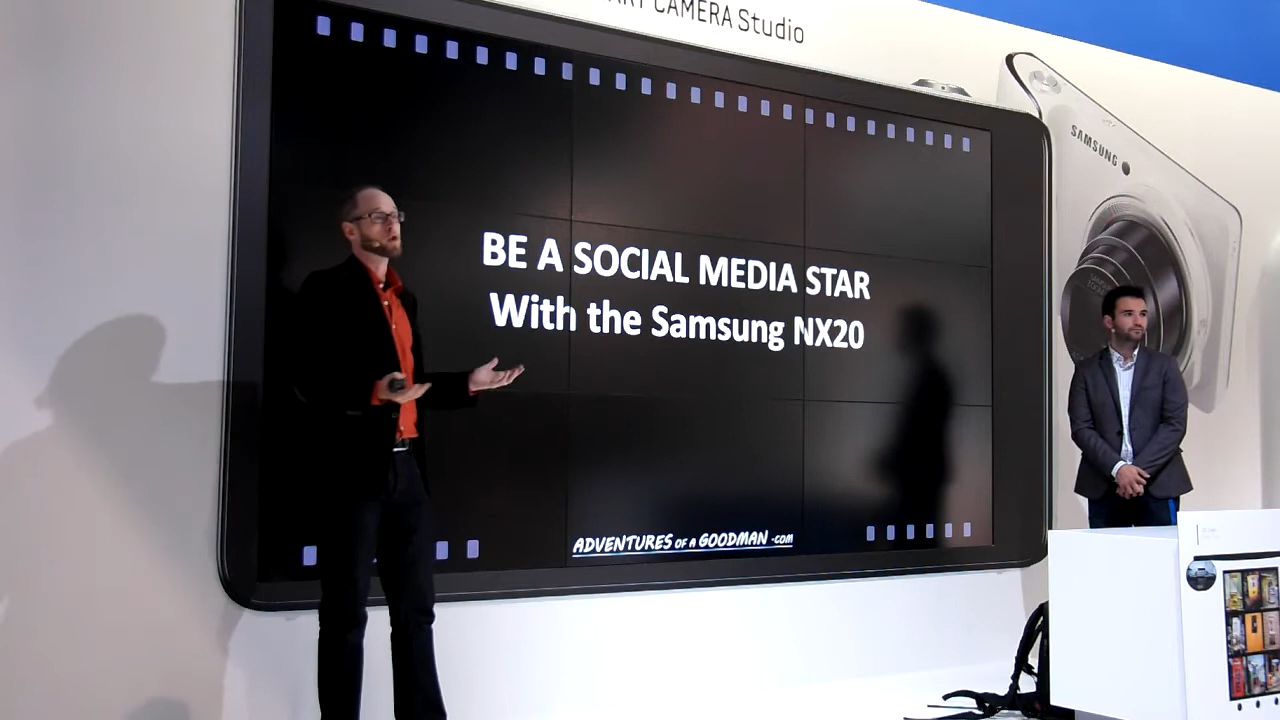 CAMERA Studio
SAMSUNG
BE A SOCIAL MEDIA STAR
With the Samsung NX20
ADVENTURES OF A GOODMAN .COM